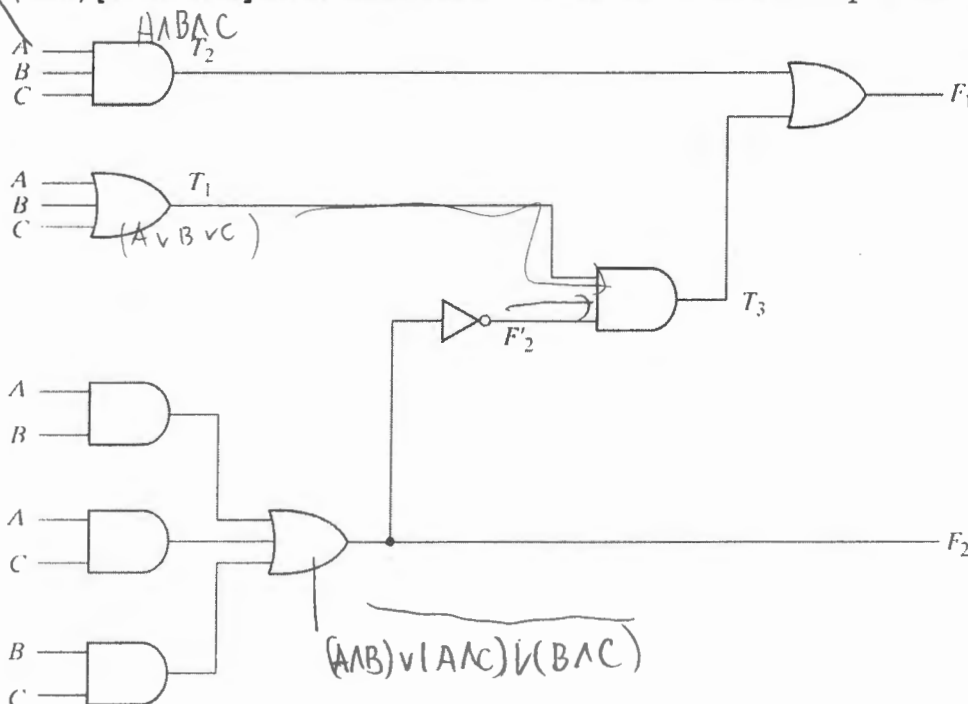 A∧B∧C
A T₂
B
C
F₁
A T₁
B
C
(A ∨ B ∨ C)
T₃
F'₂
A
B
A
C
F₂
B
C
(A∧B)∨(A∧C)∨(B∧C)